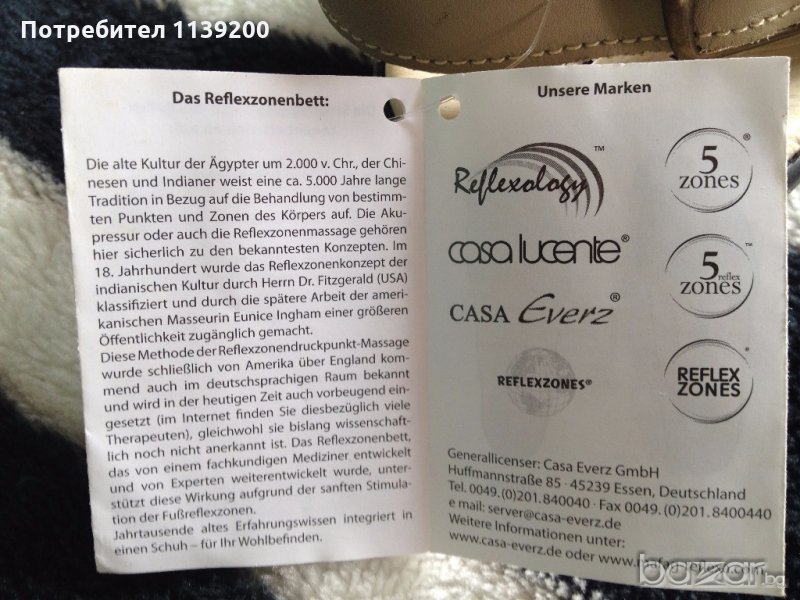 Потребител 1139200
Das Reflexzonenbett:
Die alte Kultur der Ägypter um 2.000 v. Chr., der Chi-
nesen und Indianer weist eine ca. 5.000 Jahre lange
Tradition in Bezug auf die Behandlung von bestimm-
ten Punkten und Zonen des Körpers auf. Die Aku-
pressur oder auch die Reflexzonenmassage gehören
hier sicherlich zu den bekanntesten Konzepten. Im
18. Jahrhundert wurde das Reflexzonenkonzept der
indianischen Kultur durch Herrn Dr. Fitzgerald (USA)
klassifiziert und durch die spätere Arbeit der ameri-
kanischen Masseurin Eunice Ingham einer größeren
Öffentlichkeit zugänglich gemacht.
Diese Methode der Reflexzonendruckpunkt-Massage
wurde schließlich von Amerika über England kom-
mend auch im deutschsprachigen Raum bekannt
und wird in der heutigen Zeit auch vorbeugend ein-
gesetzt (im Internet finden Sie diesbezüglich viele
Therapeuten), gleichwohl sie bislang wissenschaft-
lich noch nicht anerkannt ist. Das Reflexzonenbett,
das von einem fachkundigen Mediziner entwickelt
und von Experten weiterentwickelt wurde, unter-
stützt diese Wirkung aufgrund der sanften Stimula-
tion der Fußreflexzonen.
Jahrtausende altes Erfahrungswissen integriert in
einen Schuh – für Ihr Wohlbefinden.
Unsere Marken
Reflexology™
5 zones®
casa lucente®
5 reflex zones™
CASA Everz®
REFLEXZONES®
REFLEX ZONES®
Generallicenser: Casa Everz GmbH
Huffmannstraße 85 · 45239 Essen, Deutschland
Tel. 0049.(0)201.840040 · Fax 0049.(0)201.8400440
e mail: server@casa-everz.de
Weitere Informationen unter:
www.casa-everz.de oder
bazar.bg